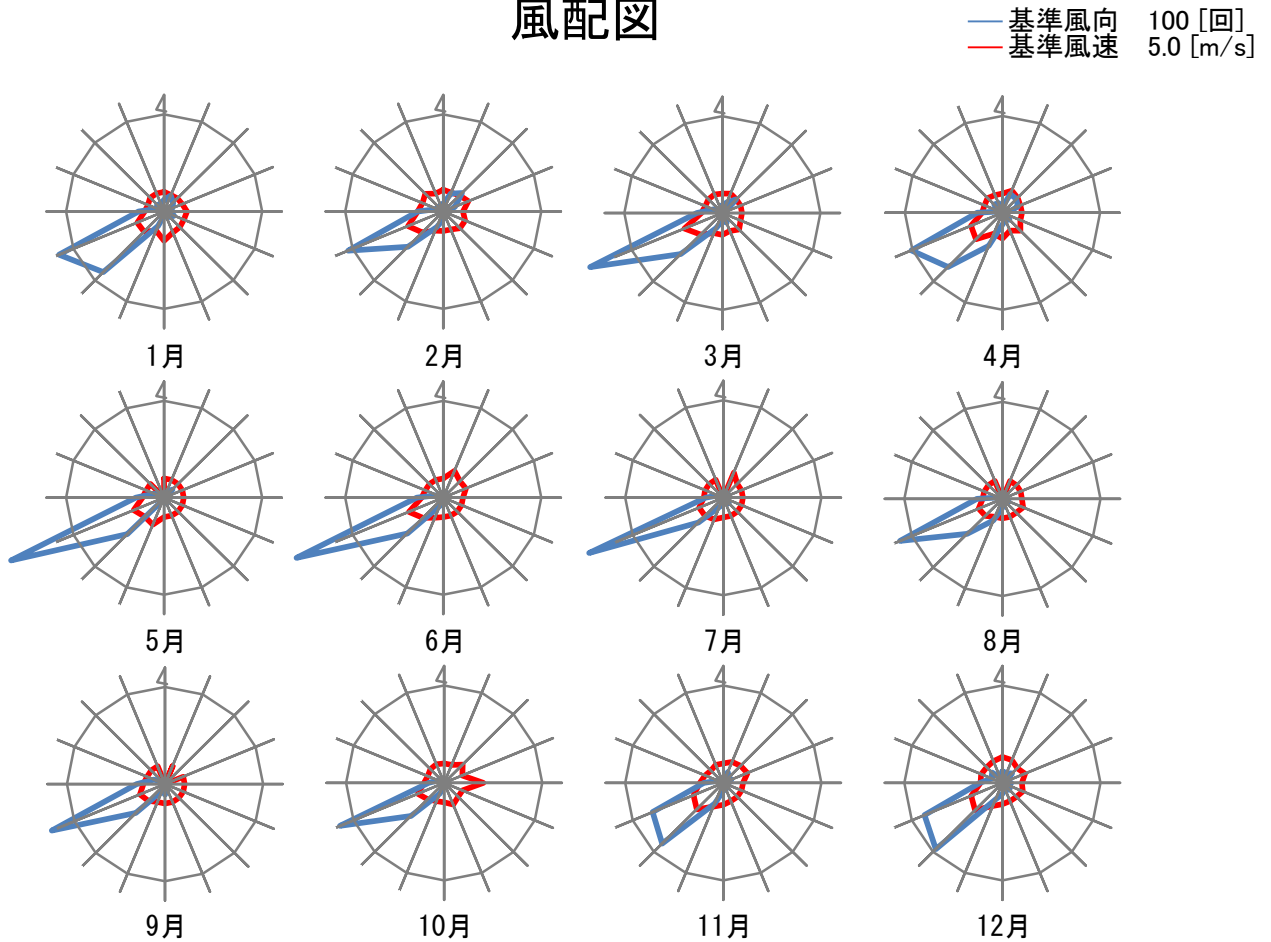 風配図
基準風向 100 [回]
基準風速 5.0 [m/s]
1月
2月
3月
4月
5月
6月
7月
8月
9月
10月
11月
12月